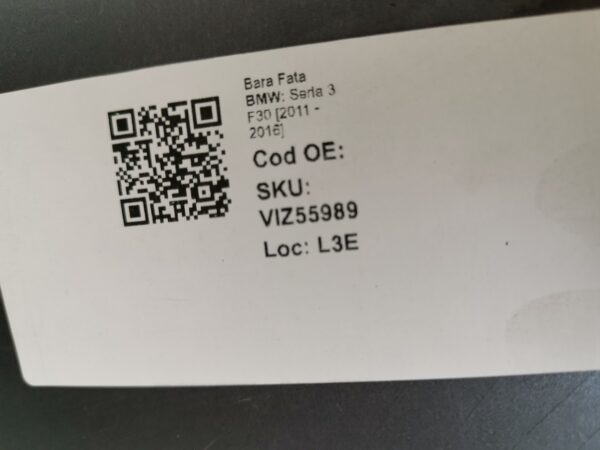 Bara Fata
BMW: Seria 3
F30 [2011 -
2016]
Cod OE:
SKU:
VIZ55989
Loc: L3E